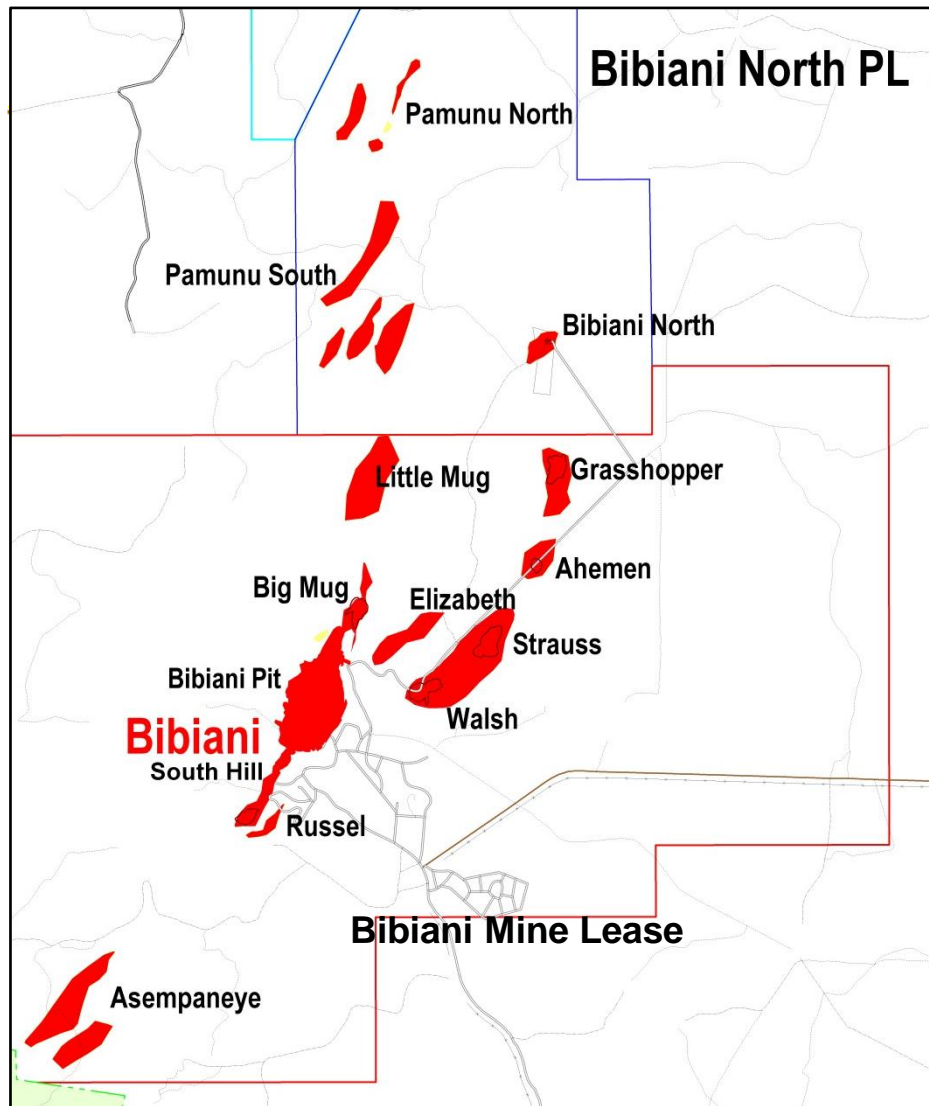 Bibiani North PL
Pamunu North
Pamunu South
Bibiani North
Little Mug
Grasshopper
Ahemen
Big Mug
Elizabeth
Strauss
Bibiani Pit
Walsh
Bibiani
South Hill
Russel
Bibiani Mine Lease
Asempaneye